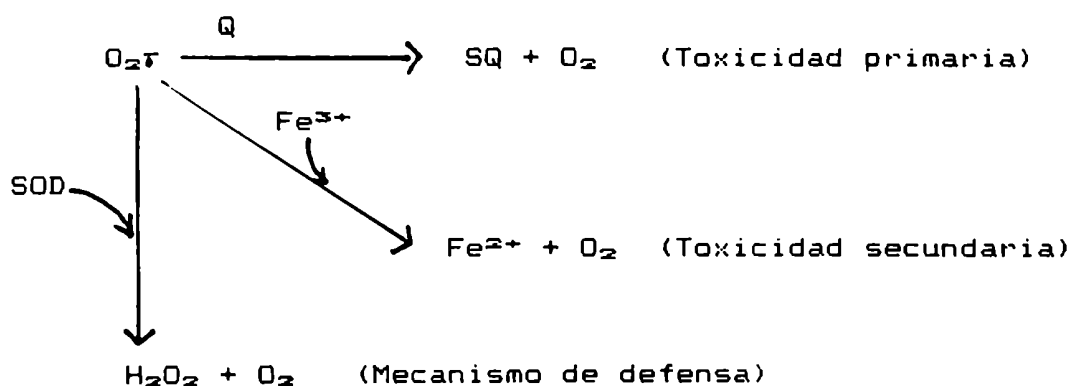 Q
O₂⨪ SQ + O₂ (Toxicidad primaria)
Fe³⁺
SOD
Fe²⁺ + O₂ (Toxicidad secundaria)
H₂O₂ + O₂ (Mecanismo de defensa)